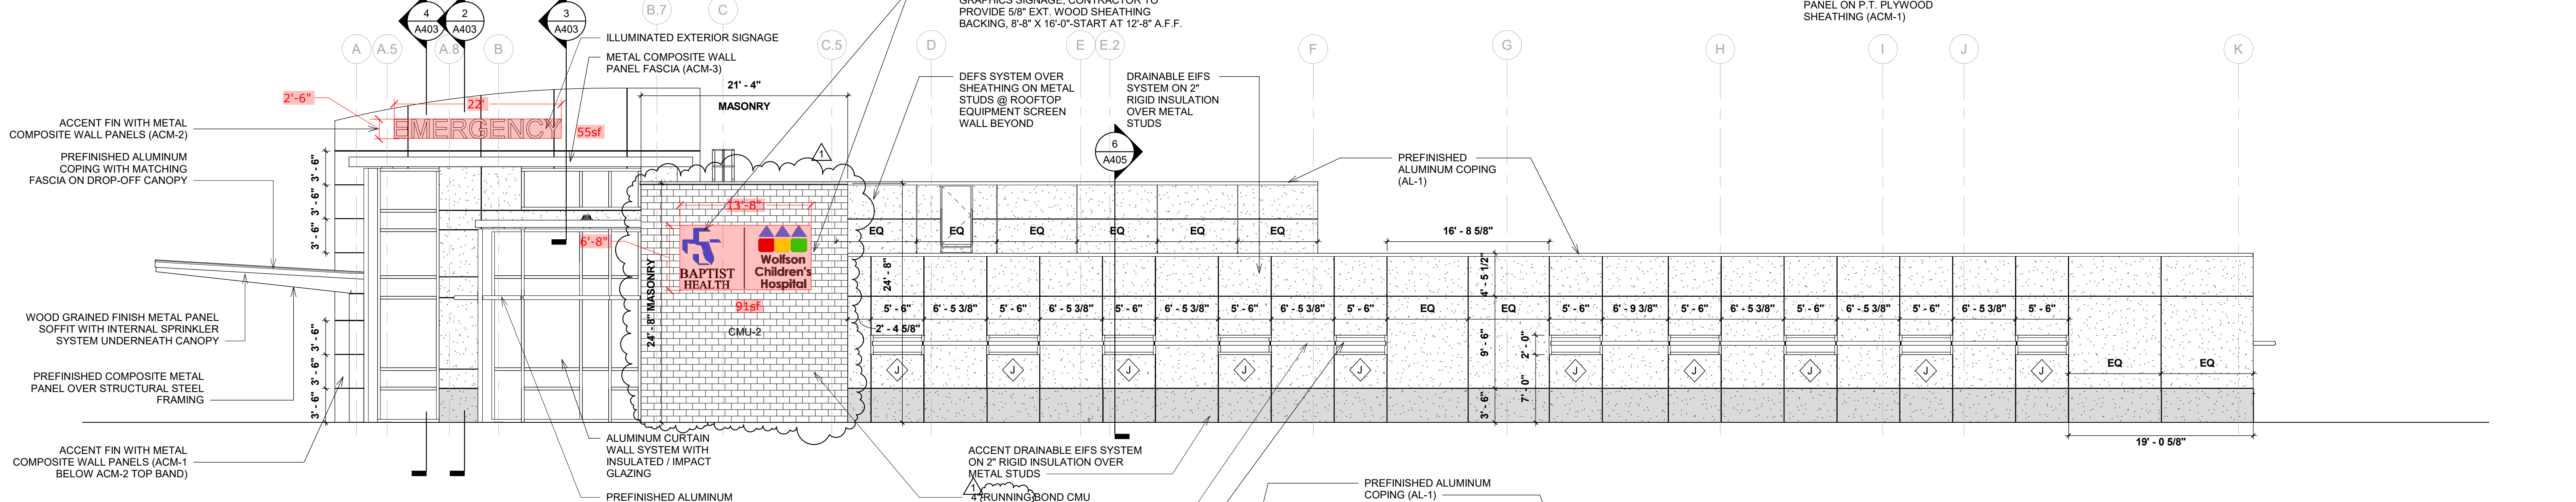 4
A403
2
A403
3
A403
B.7
C
GRAPHICS SIGNAGE, CONTRACTOR TO
PROVIDE 5/8" EXT. WOOD SHEATHING
BACKING, 8'-8" X 16'-0"-START AT 12'-8" A.F.F.
PANEL ON P.T. PLYWOOD
SHEATHING (ACM-1)
A
A.5
A.8
B
C.5
D
E
E.2
F
G
H
I
J
K
ILLUMINATED EXTERIOR SIGNAGE
METAL COMPOSITE WALL
PANEL FASCIA (ACM-3)
21' - 4"
MASONRY
DEFS SYSTEM OVER
SHEATHING ON METAL
STUDS @ ROOFTOP
EQUIPMENT SCREEN
WALL BEYOND
DRAINABLE EIFS
SYSTEM ON 2"
RIGID INSULATION
OVER METAL
STUDS
2'-6"
22'
EMERGENCY
55sf
ACCENT FIN WITH METAL
COMPOSITE WALL PANELS (ACM-2)
PREFINISHED ALUMINUM
COPING WITH MATCHING
FASCIA ON DROP-OFF CANOPY
3' - 6"
3' - 6"
3' - 6"
1
6
A405
PREFINISHED
ALUMINUM COPING
(AL-1)
13'-8"
6'-8"
BAPTIST
HEALTH
Wolfson
Children's
Hospital
91sf
CMU-2
24' - 8" MASONRY
24' - 8"
2' - 4 5/8"
EQ
EQ
EQ
EQ
EQ
EQ
16' - 8 5/8"
4' - 5 1/2"
9' - 6"
3' - 6"
2' - 0"
7' - 0"
5' - 6"
6' - 5 3/8"
5' - 6"
6' - 5 3/8"
5' - 6"
6' - 5 3/8"
5' - 6"
6' - 5 3/8"
5' - 6"
EQ
EQ
5' - 6"
6' - 9 3/8"
5' - 6"
6' - 5 3/8"
5' - 6"
6' - 5 3/8"
5' - 6"
6' - 5 3/8"
5' - 6"
EQ
EQ
J
J
J
J
J
J
J
J
J
J
19' - 0 5/8"
WOOD GRAINED FINISH METAL PANEL
SOFFIT WITH INTERNAL SPRINKLER
SYSTEM UNDERNEATH CANOPY
PREFINISHED COMPOSITE METAL
PANEL OVER STRUCTURAL STEEL
FRAMING
3' - 6"
3' - 6"
3' - 6"
ACCENT FIN WITH METAL
COMPOSITE WALL PANELS (ACM-1
BELOW ACM-2 TOP BAND)
ALUMINUM CURTAIN
WALL SYSTEM WITH
INSULATED / IMPACT
GLAZING
PREFINISHED ALUMINUM
ACCENT DRAINABLE EIFS SYSTEM
ON 2" RIGID INSULATION OVER
METAL STUDS
1
4" RUNNING BOND CMU
PREFINISHED ALUMINUM
COPING (AL-1)